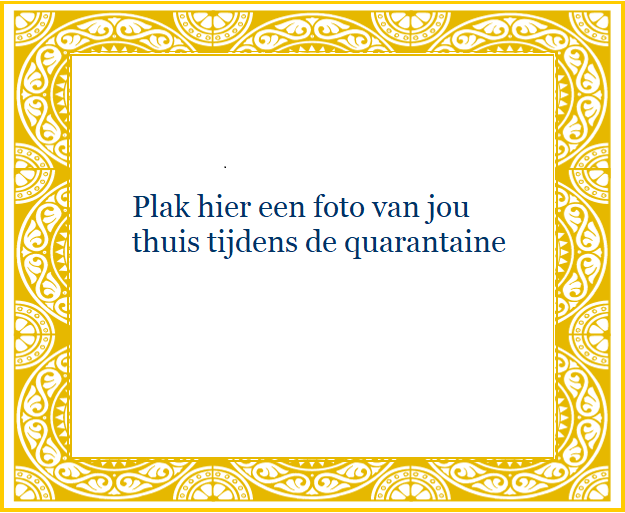 Plak hier een foto van jou
thuis tijdens de quarantaine